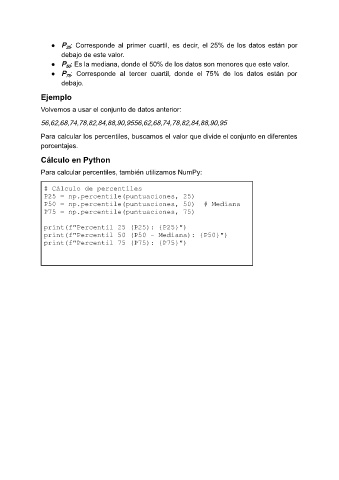 ● P₂₅: Corresponde al primer cuartil, es decir, el 25% de los datos están por
debajo de este valor.
● P₅₀: Es la mediana, donde el 50% de los datos son menores que este valor.
● P₇₅: Corresponde al tercer cuartil, donde el 75% de los datos están por
debajo.
Ejemplo
Volvemos a usar el conjunto de datos anterior:
56,62,68,74,78,82,84,88,90,9556,62,68,74,78,82,84,88,90,95
Para calcular los percentiles, buscamos el valor que divide el conjunto en diferentes
porcentajes.
Cálculo en Python
Para calcular percentiles, también utilizamos NumPy:
# Cálculo de percentiles
P25 = np.percentile(puntuaciones, 25)
P50 = np.percentile(puntuaciones, 50)  # Mediana
P75 = np.percentile(puntuaciones, 75)
print(f"Percentil 25 (P25): {P25}")
print(f"Percentil 50 (P50 - Mediana): {P50}")
print(f"Percentil 75 (P75): {P75}")